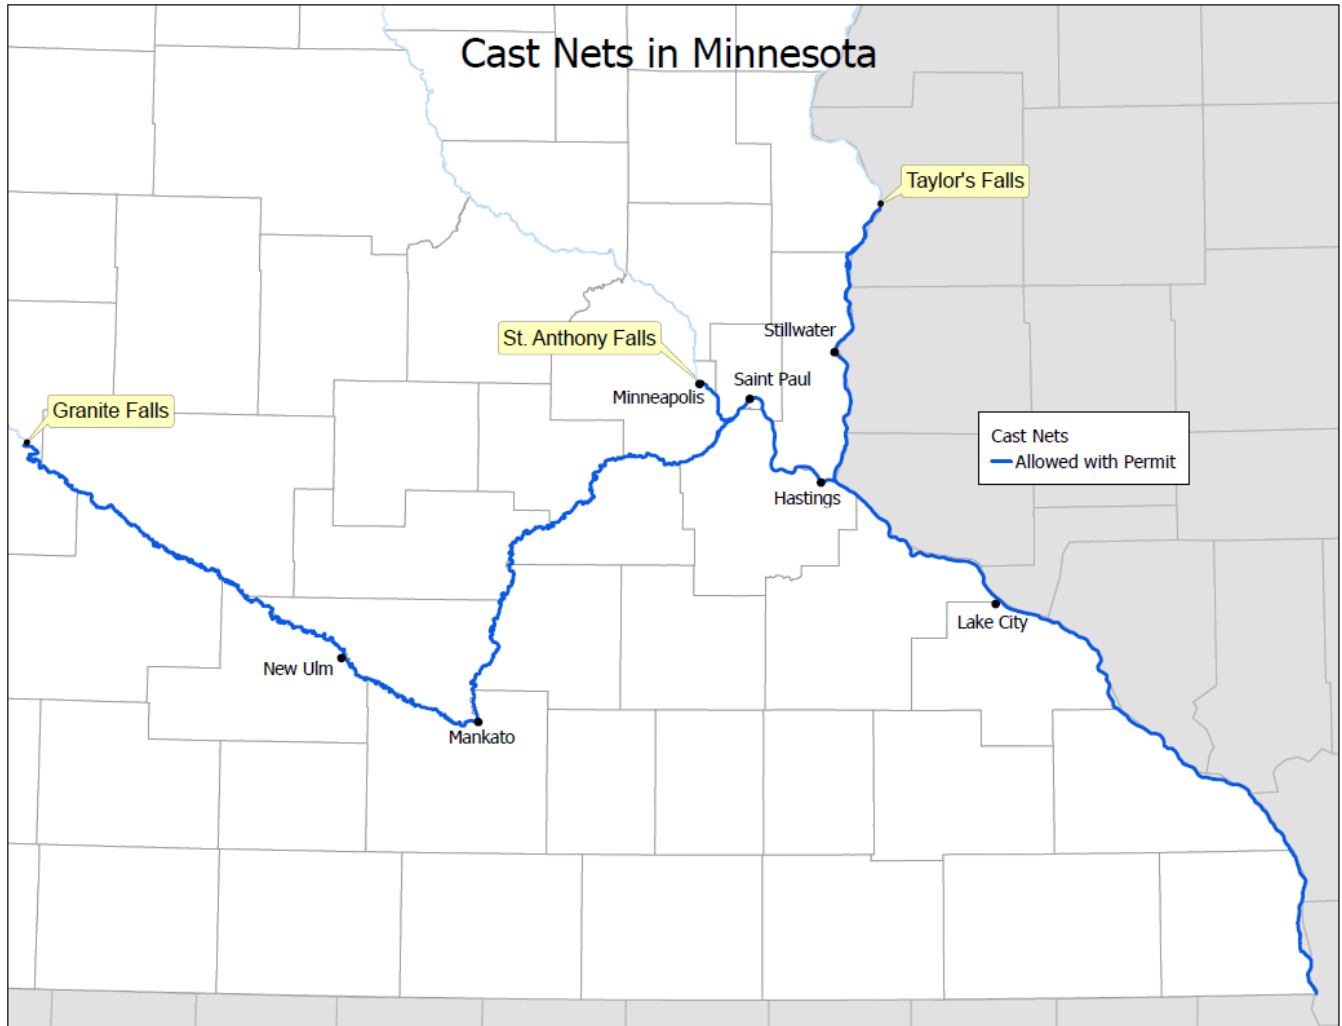 Cast Nets in Minnesota
Taylor's Falls
St. Anthony Falls
Stillwater
Saint Paul
Minneapolis
Granite Falls
Cast Nets
Allowed with Permit
Hastings
Lake City
New Ulm
Mankato